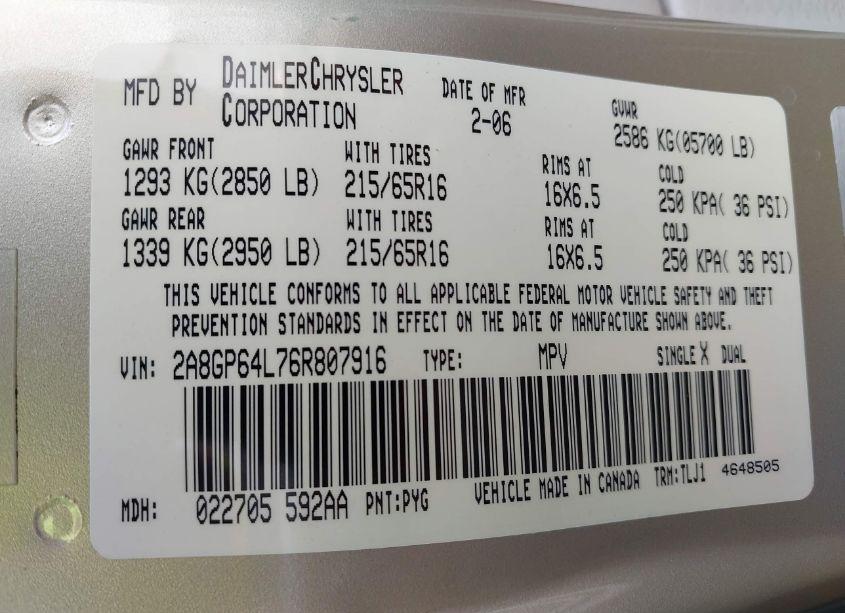 MFD BY DAIMLERCHRYSLER CORPORATION DATE OF MFR 2-06 GVWR 2586 KG(05700 LB)
GAWR FRONT WITH TIRES RIMS AT COLD
1293 KG(2850 LB) 215/65R16 16X6.5 250 KPA( 36 PSI)
GAWR REAR WITH TIRES RIMS AT COLD
1339 KG(2950 LB) 215/65R16 16X6.5 250 KPA( 36 PSI)
THIS VEHICLE CONFORMS TO ALL APPLICABLE FEDERAL MOTOR VEHICLE SAFETY AND THEFT
PREVENTION STANDARDS IN EFFECT ON THE DATE OF MANUFACTURE SHOWN ABOVE.
VIN: 2A8GP64L76R807916 TYPE: MPV SINGLE X DUAL
MDH: 022705 592AA PNT:PYG VEHICLE MADE IN CANADA TRM:TLJ1 4648505